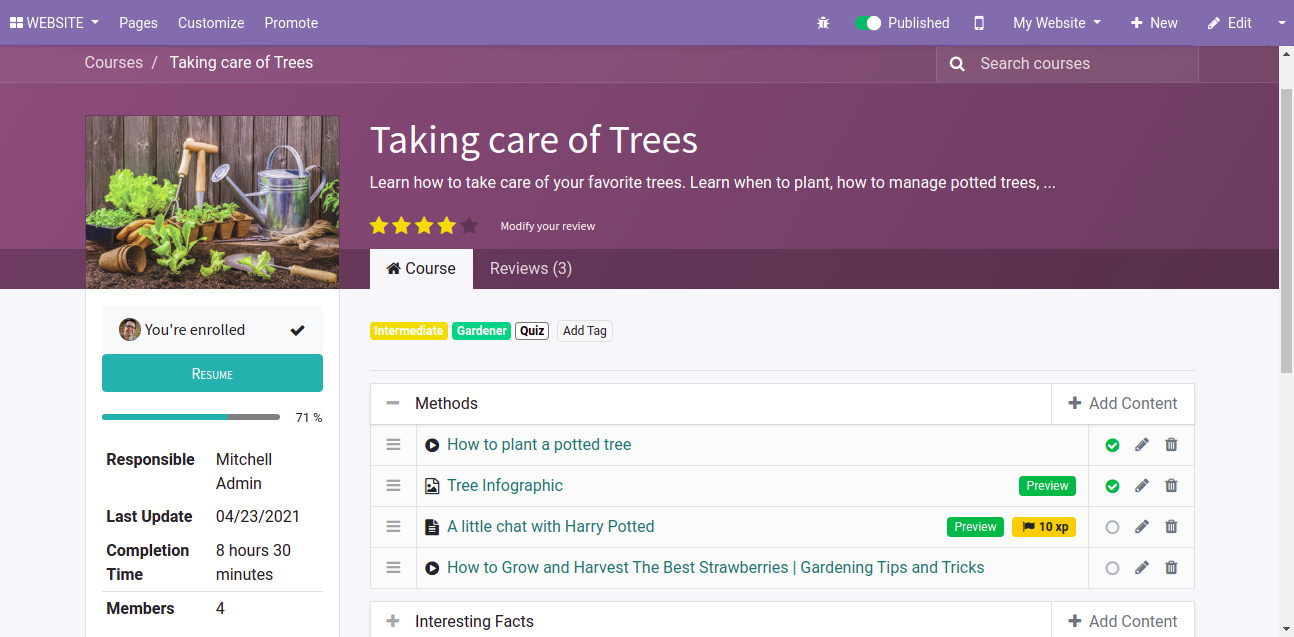 WEBSITE Pages Customize Promote Published My Website New Edit
Courses / Taking care of Trees Search courses
Taking care of Trees
Learn how to take care of your favorite trees. Learn when to plant, how to manage potted trees, ...
Modify your review
Course Reviews (3)
You're enrolled
Resume
71 %
Responsible Mitchell
Admin
Last Update 04/23/2021
Completion 8 hours 30
Time minutes
Members 4
Intermediate Gardener Quiz Add Tag
Methods Add Content
How to plant a potted tree
Tree Infographic Preview
A little chat with Harry Potted Preview 10 xp
How to Grow and Harvest The Best Strawberries | Gardening Tips and Tricks
Interesting Facts Add Content